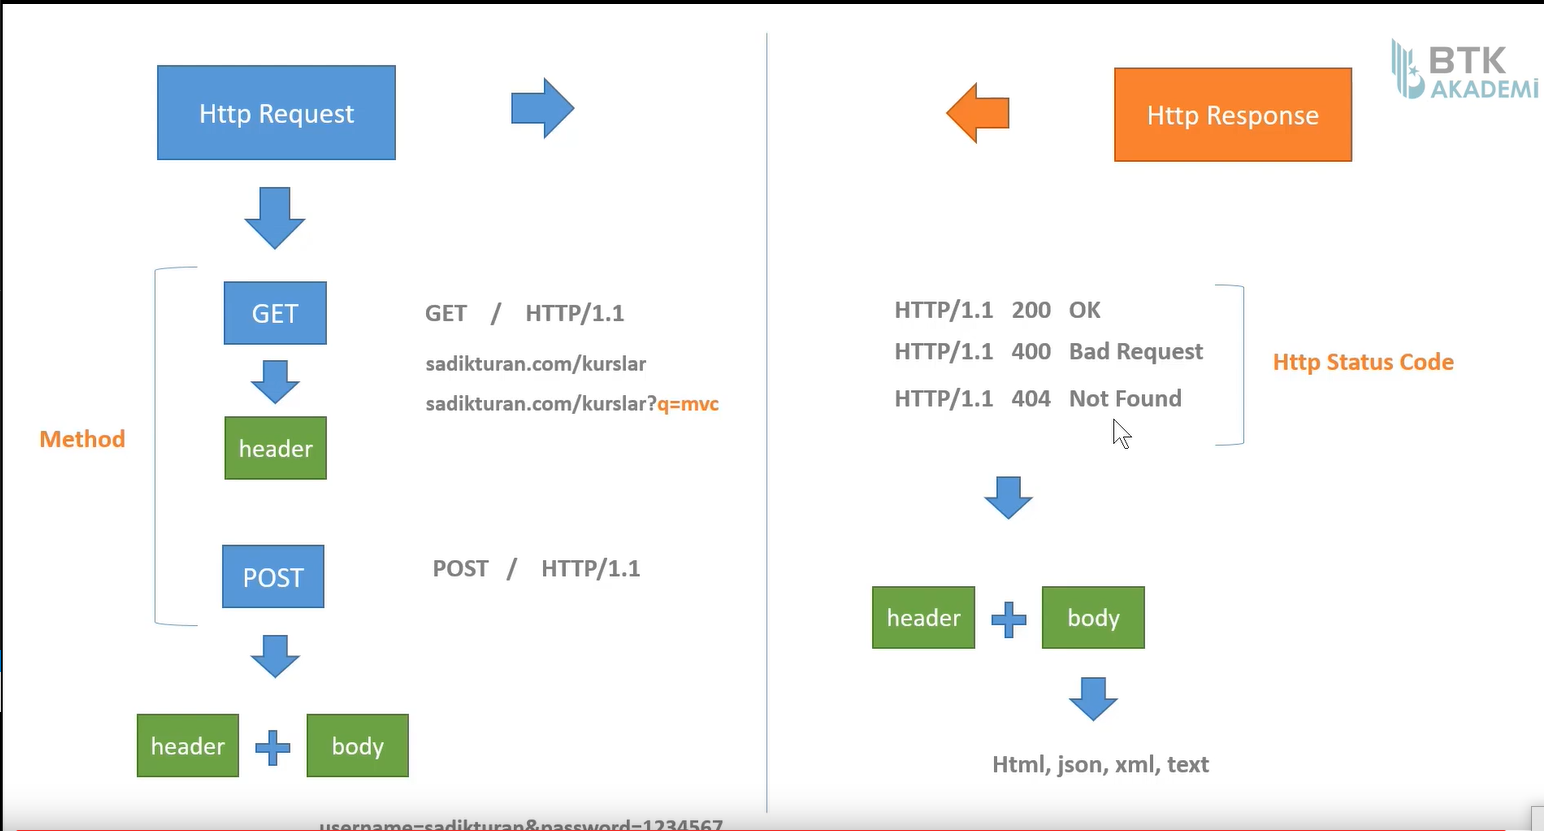 Http Request
GET
header
POST
header
body
Method
GET / HTTP/1.1
sadikturan.com/kurslar
sadikturan.com/kurslar?q=mvc
POST / HTTP/1.1
username=sadikturan&password=1234567
BTK
AKADEMİ
Http Response
HTTP/1.1 200 OK
HTTP/1.1 400 Bad Request
HTTP/1.1 404 Not Found
Http Status Code
header
body
Html, json, xml, text